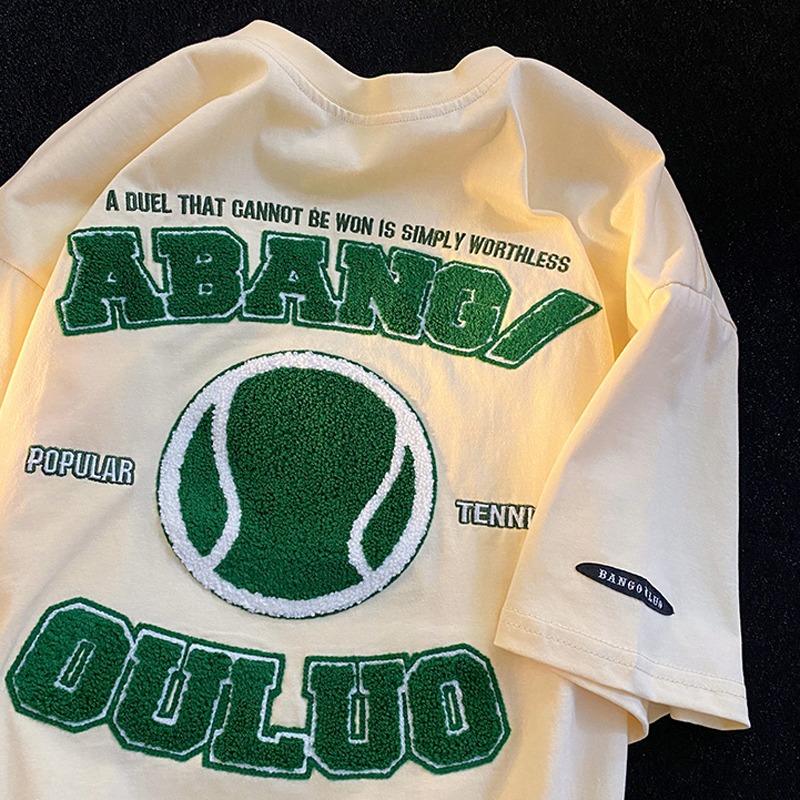 A DUEL THAT CANNOT BE WON IS SIMPLY WORTHLESS
ABANG/
POPULAR
TENNI
BANGOULUO
OULUO